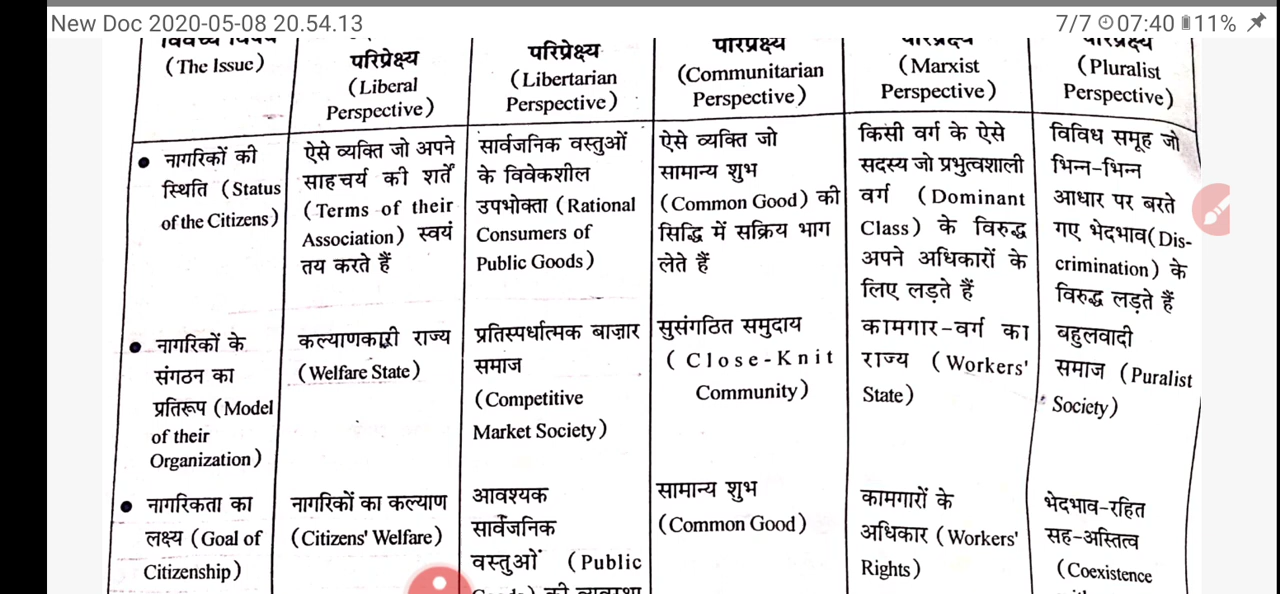 New Doc 2020-05-08 20.54.13
7/7 07:40 11%
(The Issue)
परिप्रेक्ष्य
(Liberal
Perspective)
परिप्रेक्ष्य
(Libertarian
Perspective)
परिप्रेक्ष्य
(Communitarian
Perspective)
परिप्रेक्ष्य
(Marxist
Perspective)
परिप्रेक्ष्य
(Pluralist
Perspective)
• नागरिकों की
स्थिति (Status
of the Citizens)
ऐसे व्यक्ति जो अपने
साहचर्य की शर्तें
(Terms of their
Association) स्वयं
तय करते हैं
सार्वजनिक वस्तुओं
के विवेकशील
उपभोक्ता (Rational
Consumers of
Public Goods)
ऐसे व्यक्ति जो
सामान्य शुभ
(Common Good) की
सिद्धि में सक्रिय भाग
लेते हैं
किसी वर्ग के ऐसे
सदस्य जो प्रभुत्वशाली
वर्ग (Dominant
Class) के विरुद्ध
अपने अधिकारों के
लिए लड़ते हैं
विविध समूह जो
भिन्न-भिन्न
आधार पर बरते
गए भेदभाव(Dis-
crimination) के
विरुद्ध लड़ते हैं
• नागरिकों के
संगठन का
प्रतिरूप (Model
of their
Organization)
कल्याणकारी राज्य
(Welfare State)
प्रतिस्पर्धात्मक बाज़ार
समाज
(Competitive
Market Society)
सुसंगठित समुदाय
(Close-Knit
Community)
कामगार-वर्ग का
राज्य (Workers'
State)
बहुलवादी
समाज (Puralist
Society)
• नागरिकता का
लक्ष्य (Goal of
Citizenship)
नागरिकों का कल्याण
(Citizens' Welfare)
आवश्यक
सार्वजनिक
वस्तुओं (Public
सामान्य शुभ
(Common Good)
कामगारों के
अधिकार (Workers'
Rights)
भेदभाव-रहित
सह-अस्तित्व
(Coexistence